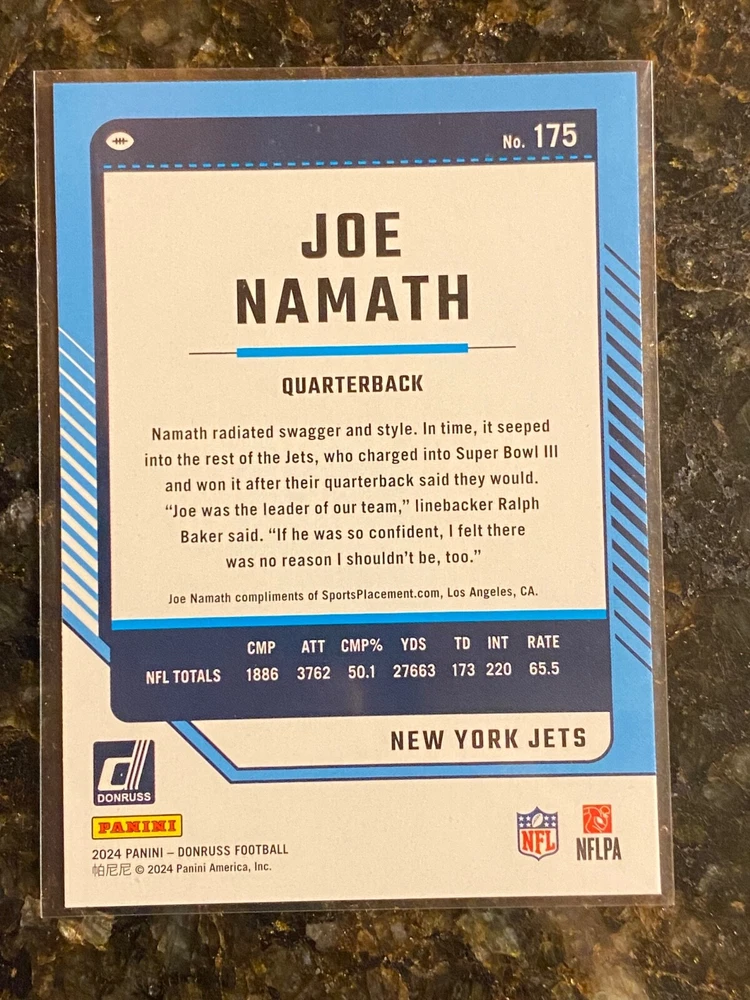 No. 175
JOE
NAMATH
QUARTERBACK
Namath radiated swagger and style. In time, it seeped
into the rest of the Jets, who charged into Super Bowl III
and won it after their quarterback said they would.
“Joe was the leader of our team,” linebacker Ralph
Baker said. “If he was so confident, I felt there
was no reason I shouldn’t be, too.”
Joe Namath compliments of SportsPlacement.com, Los Angeles, CA.
CMP ATT CMP% YDS TD INT RATE
NFL TOTALS 1886 3762 50.1 27663 173 220 65.5
NEW YORK JETS
DONRUSS
PANINI
2024 PANINI – DONRUSS FOOTBALL
帕尼尼 © 2024 Panini America, Inc.
NFL
NFLPA